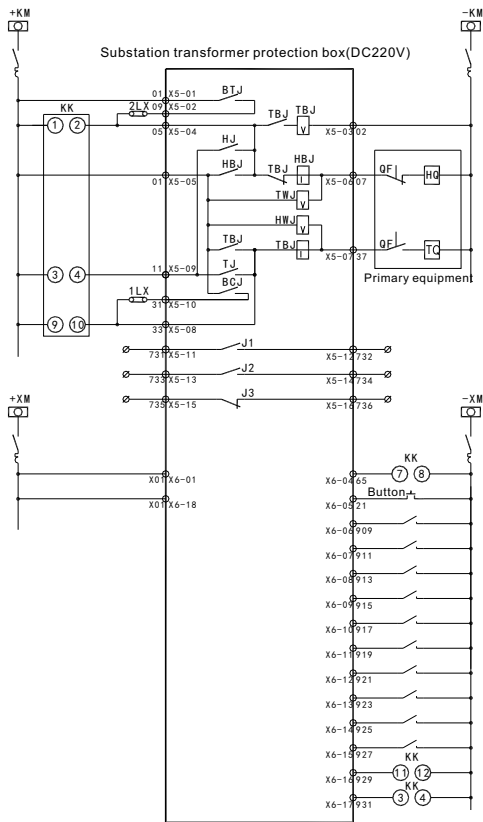 +KM
-KM
Substation transformer protection box(DC220V)
BTJ
01 X5-01
2LX 09 X5-02
KK
1 2
05 X5-04
TBJ TBJ
V
X5-03 02
HJ
HBJ
01 X5-05
TBJ HBJ
I
X5-06 07
QF HQ
TWJ
V
HWJ
V
TBJ
TBJ
I
X5-07 37
QF TQ
Primary equipment
3 4
11 X5-09
TJ
BCJ
1LX
31 X5-10
9 10
33 X5-08
731 X5-11
J1
X5-12 732
733 X5-13
J2
X5-14 734
735 X5-15
J3
X5-16 736
+XM
-XM
X01 X6-01
KK
X6-04 65
7 8
X01 X6-18
Button
X6-05 21
X6-06 909
X6-07 911
X6-08 913
X6-09 915
X6-10 917
X6-11 919
X6-12 921
X6-13 923
X6-14 925
X6-15 927
KK
X6-16 929
11 12
KK
X6-17 931
3 4